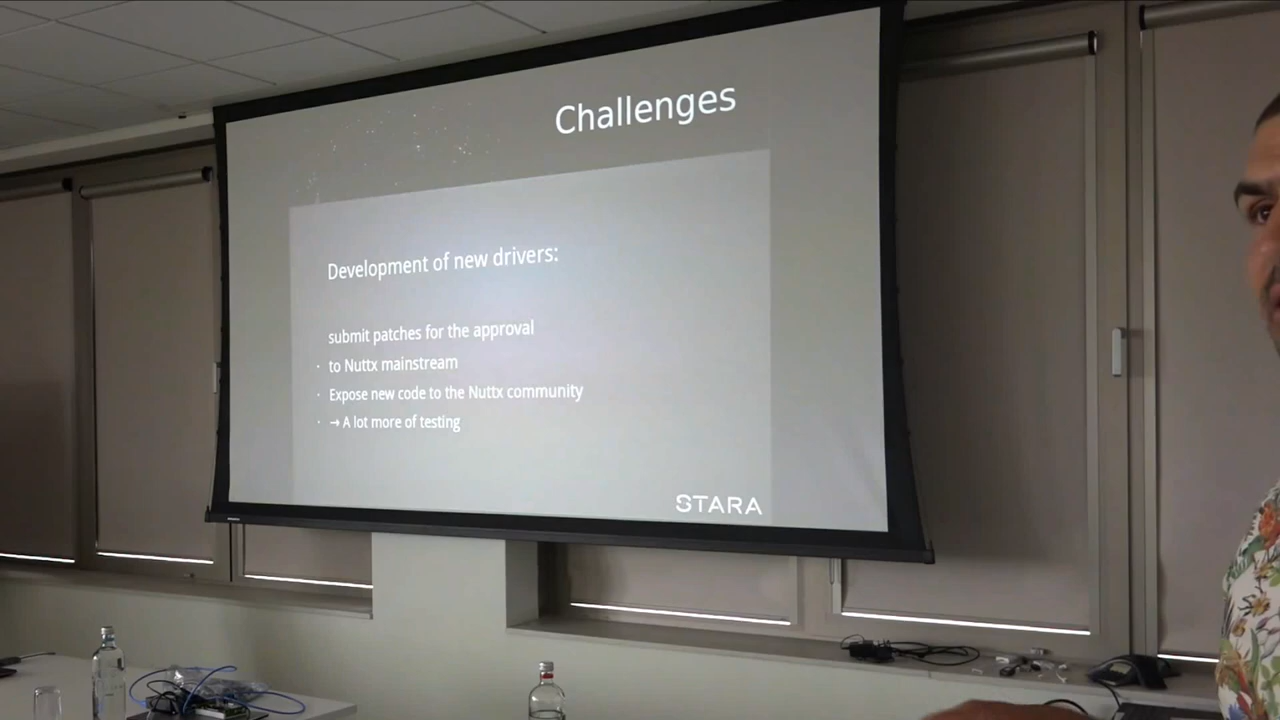 Challenges
Development of new drivers:
submit patches for the approval
· to Nuttx mainstream
· Expose new code to the Nuttx community
· → A lot more of testing
STARA